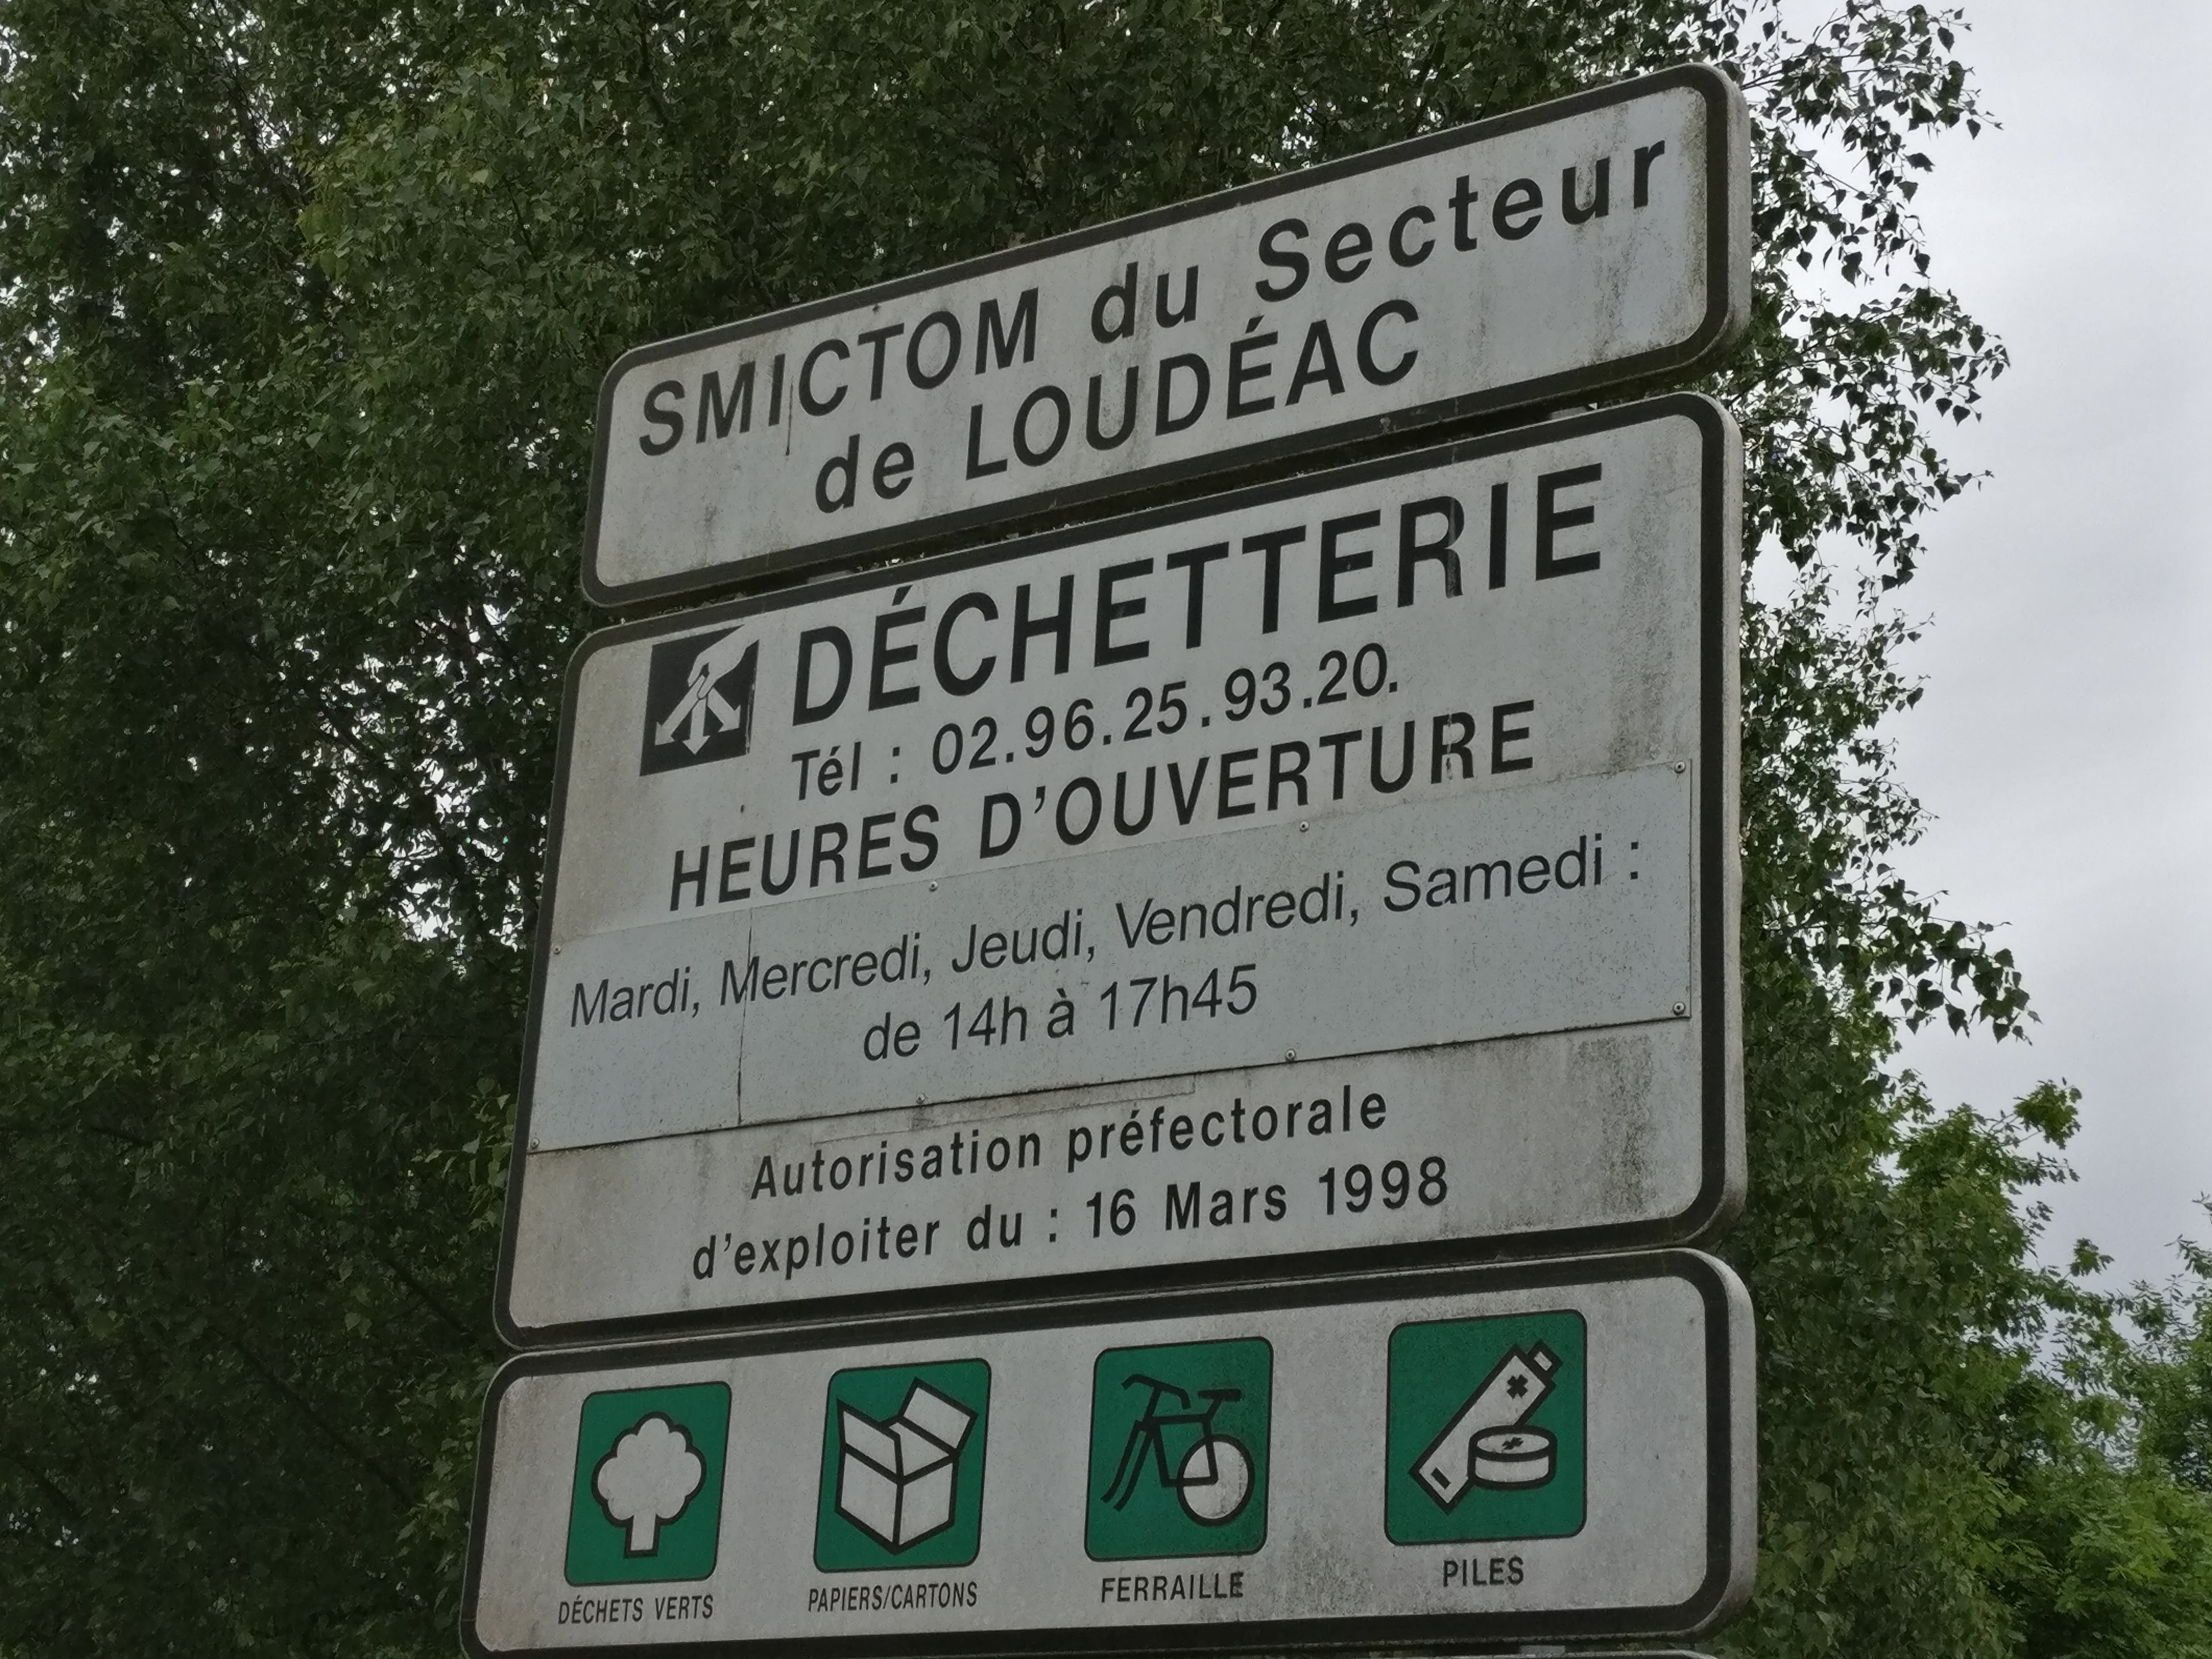 SMICTOM du Secteur
de LOUDÉAC
DÉCHETTERIE
Tél : 02.96.25.93.20.
HEURES D'OUVERTURE
Mardi, Mercredi, Jeudi, Vendredi, Samedi :
de 14h à 17h45
Autorisation préfectorale
d'exploiter du : 16 Mars 1998
DÉCHETS VERTS
PAPIERS/CARTONS
FERRAILLE
PILES